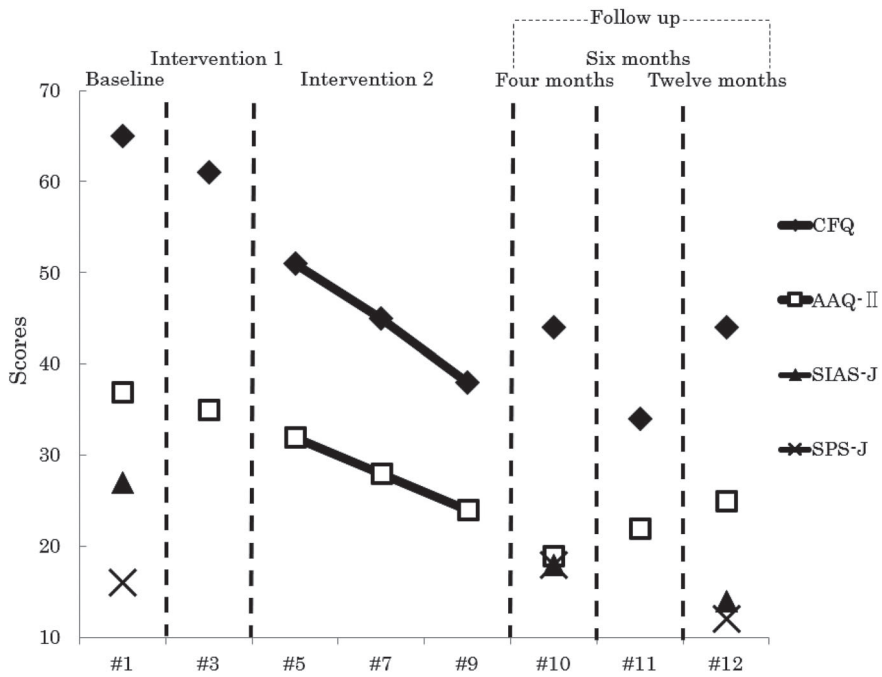 Follow up
Intervention 1
Six months
Baseline
Intervention 2
Four months
Twelve months
70
60
50
40
30
20
10
Scores
CFQ
AAQ-Ⅱ
SIAS-J
SPS-J
#1 #3 #5 #7 #9 #10 #11 #12